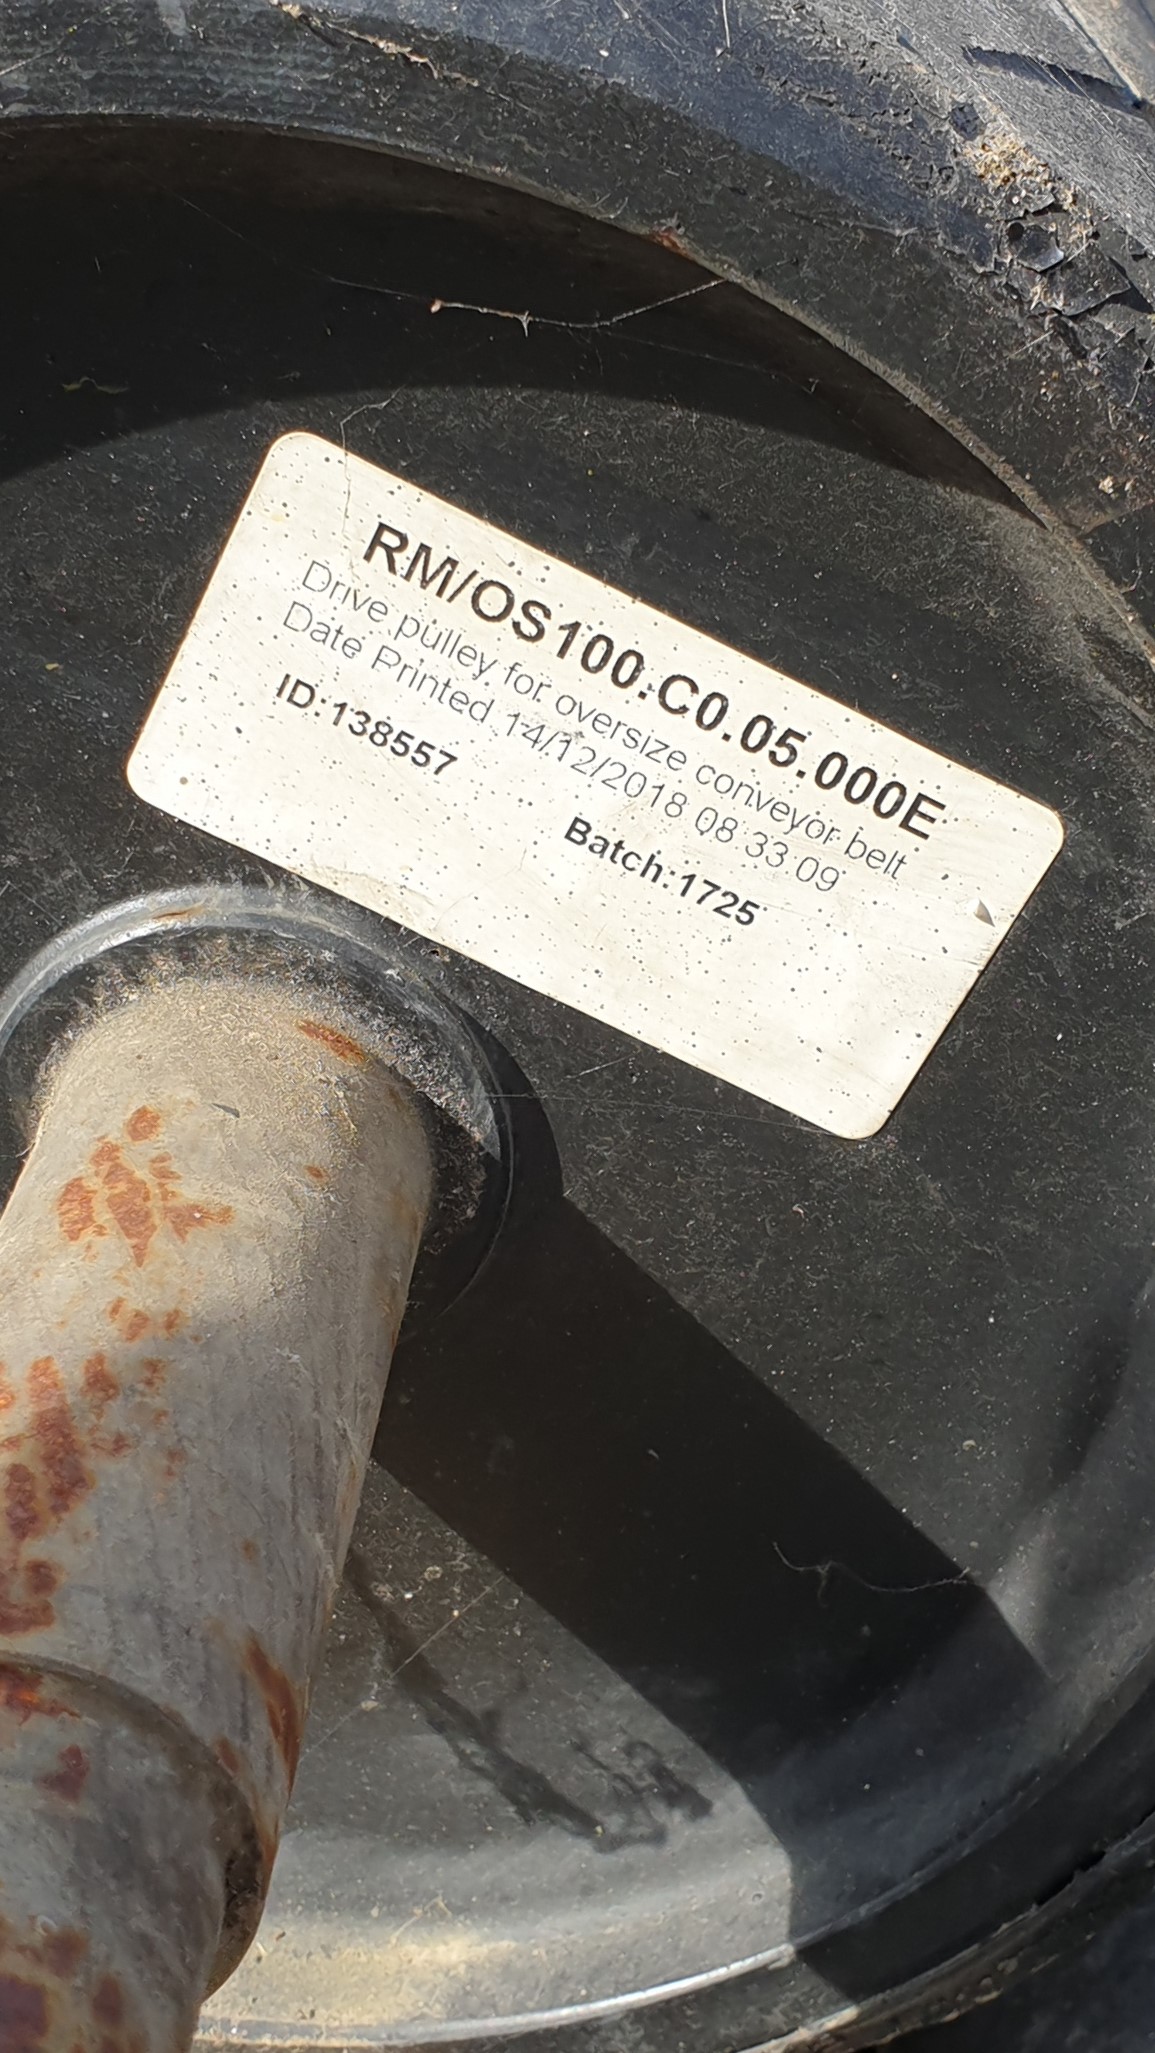 RM/OS100.C0.05.000E
Drive pulley for oversize conveyor belt
Date Printed 14/12/2018 08:33:09
ID:138557 Batch:1725